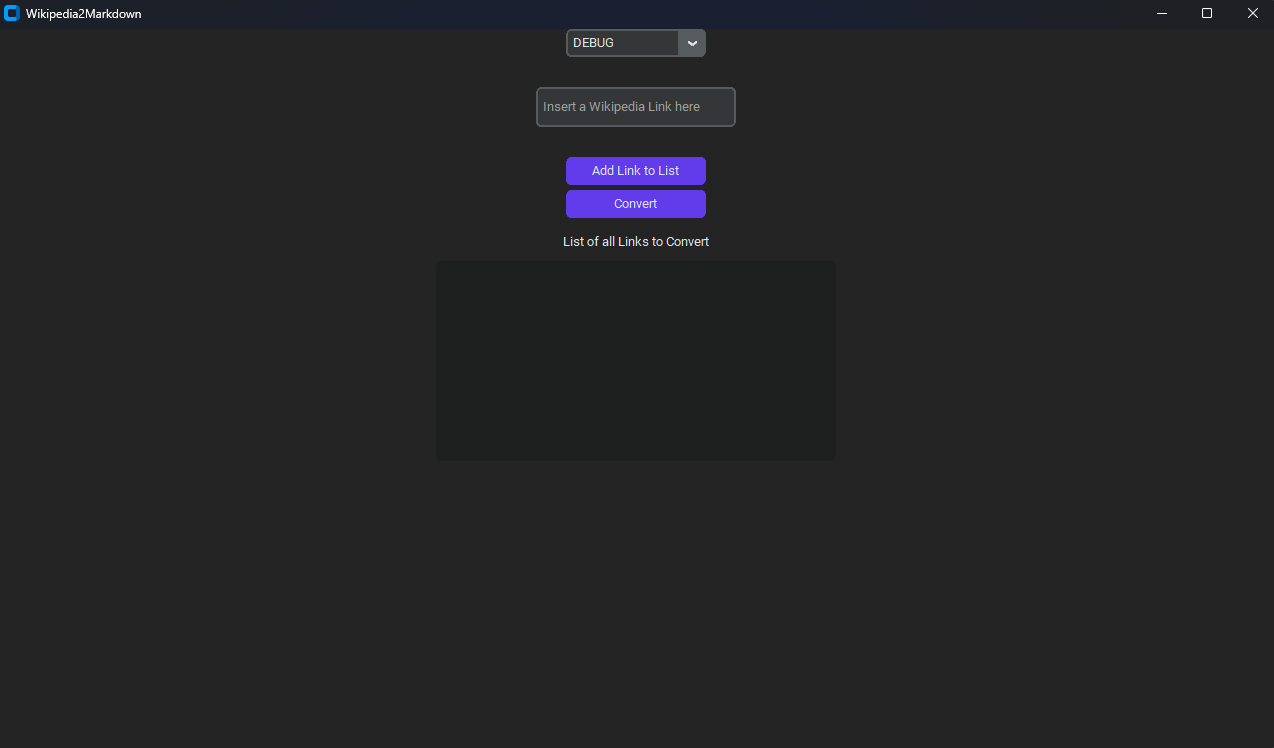 Wikipedia2Markdown
DEBUG
Insert a Wikipedia Link here
Add Link to List
Convert
List of all Links to Convert